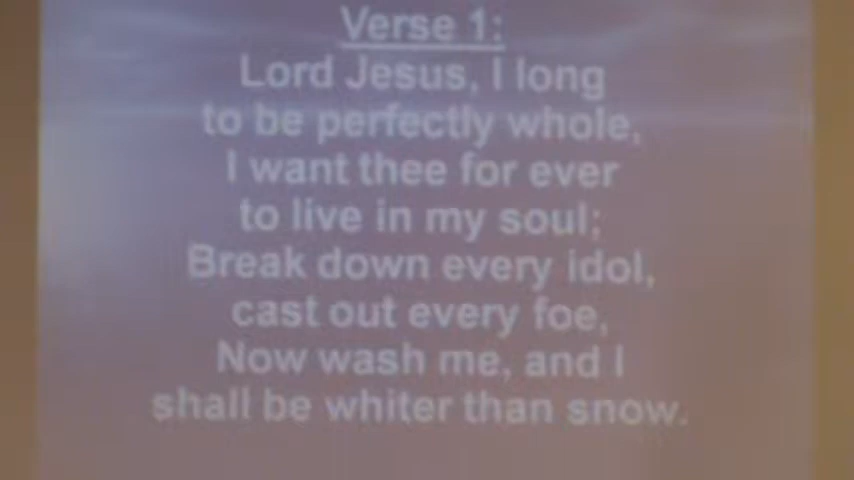 Verse 1:
Lord Jesus, I long
to be perfectly whole,
I want thee for ever
to live in my soul;
Break down every idol,
cast out every foe,
Now wash me, and I
shall be whiter than snow.